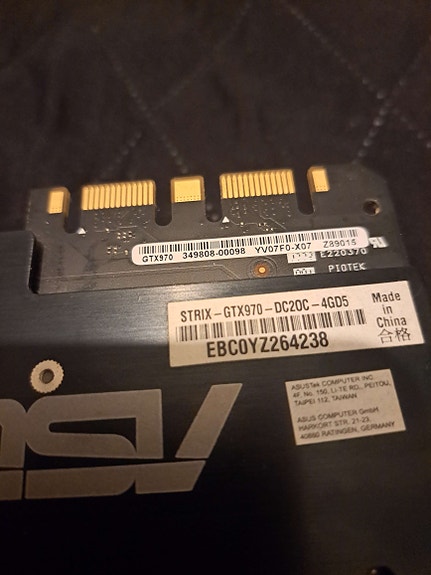 GTX970 349808-00098 YV07F0-X07 Z89015
E220370
PIOTEK
STRIX-GTX970-DC2OC-4GD5
EBC0YZ264238
Made
in
China
合格
ASUSTek COMPUTER INC.
4F, No. 150, LI-TE RD., PEITOU,
TAIPEI 112, TAIWAN
ASUS COMPUTER GmbH,
HARKORT STR. 21-23,
40880 RATINGEN, GERMANY